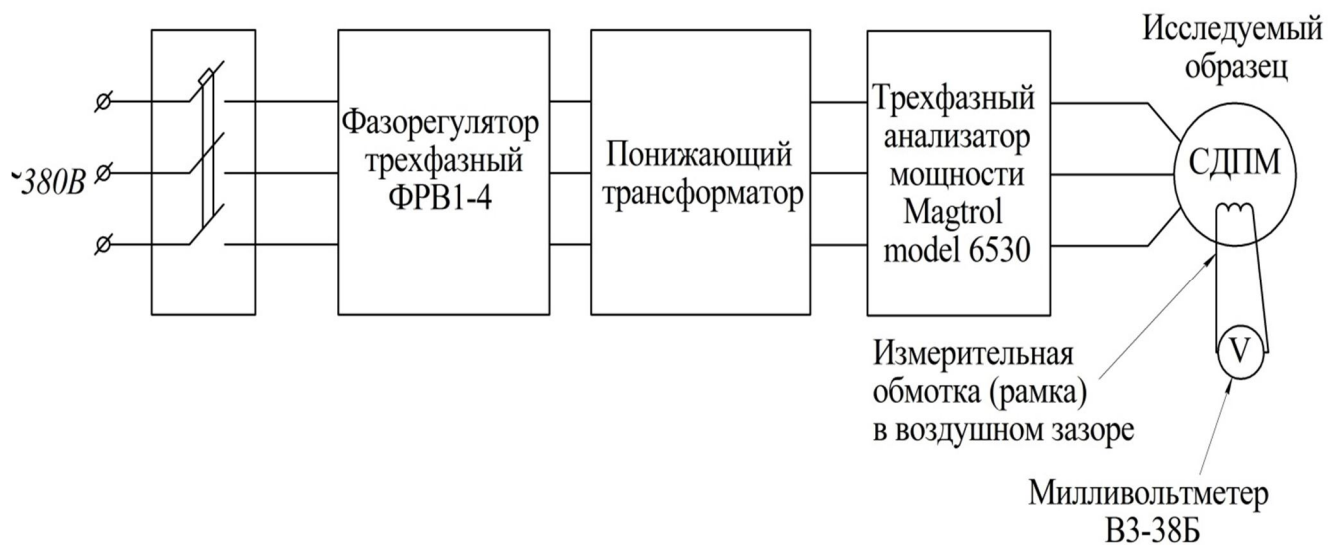 ~380В
Фазорегулятор
трехфазный
ФРВ1-4
Понижающий
трансформатор
Трехфазный
анализатор
мощности
Magtrol
model 6530
Исследуемый
образец
СДПМ
V
Измерительная
обмотка (рамка)
в воздушном зазоре
Милливольтметер
В3-38Б